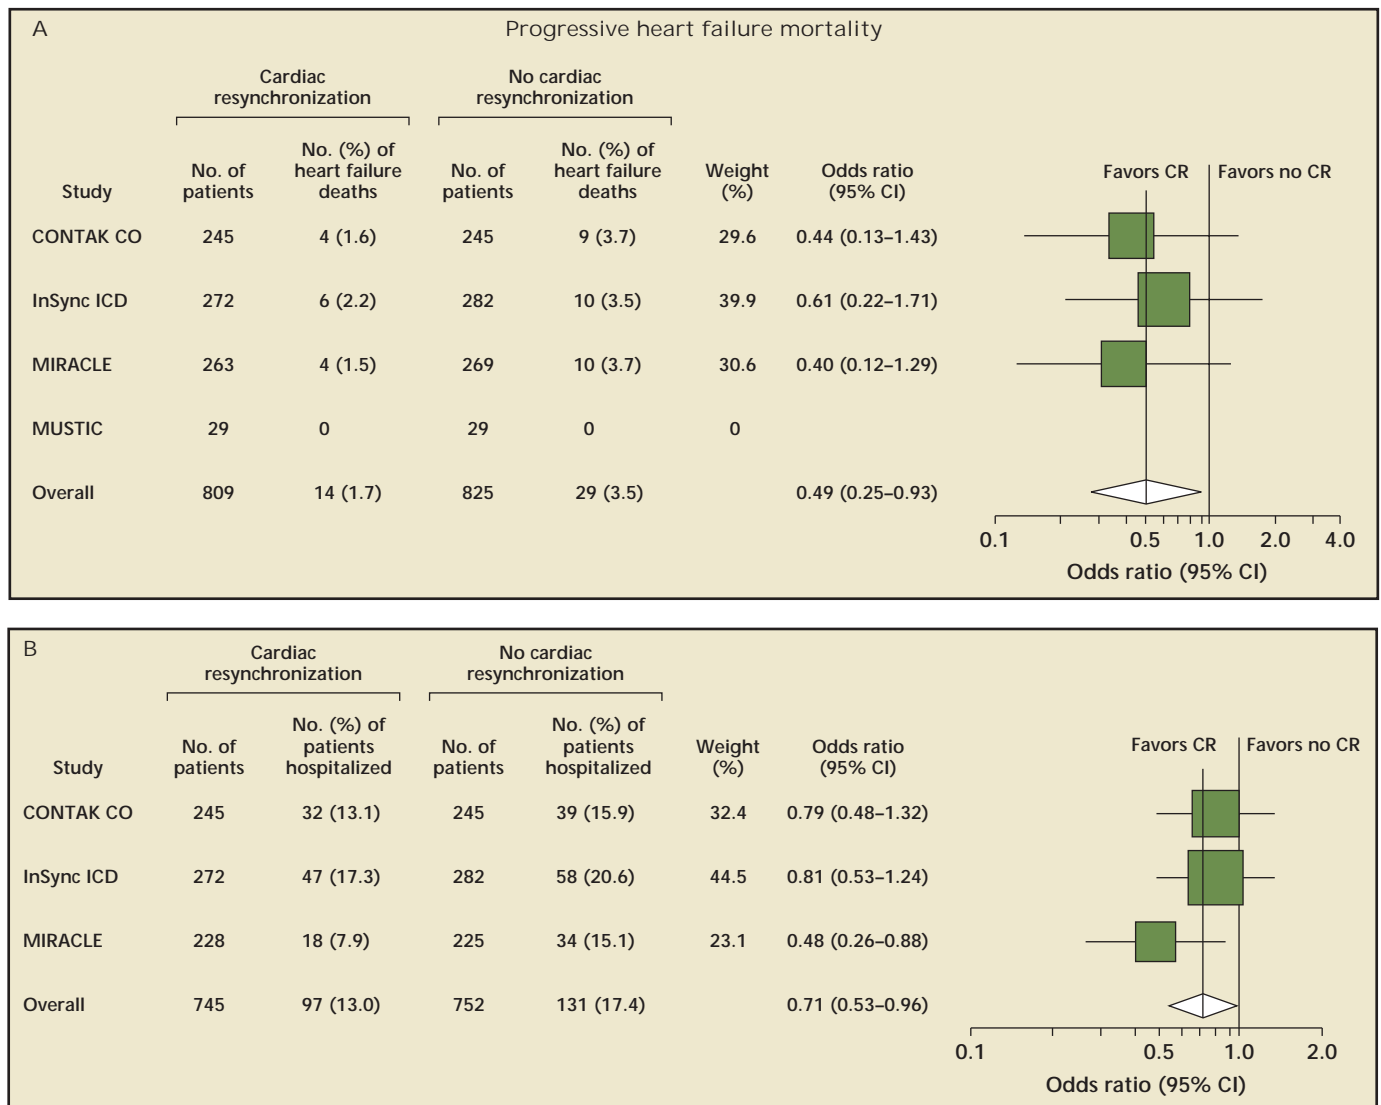 A
Progressive heart failure mortality
Cardiac resynchronization
No cardiac resynchronization
Study
No. of patients
No. (%) of heart failure deaths
No. of patients
No. (%) of heart failure deaths
Weight (%)
Odds ratio (95% CI)
Favors CR
Favors no CR
CONTAK CO 245 4 (1.6) 245 9 (3.7) 29.6 0.44 (0.13–1.43)
InSync ICD 272 6 (2.2) 282 10 (3.5) 39.9 0.61 (0.22–1.71)
MIRACLE 263 4 (1.5) 269 10 (3.7) 30.6 0.40 (0.12–1.29)
MUSTIC 29 0 29 0 0
Overall 809 14 (1.7) 825 29 (3.5) 0.49 (0.25–0.93)
0.1 0.5 1.0 2.0 4.0
Odds ratio (95% CI)
B
Cardiac resynchronization
No cardiac resynchronization
Study
No. of patients
No. (%) of patients hospitalized
No. of patients
No. (%) of patients hospitalized
Weight (%)
Odds ratio (95% CI)
Favors CR
Favors no CR
CONTAK CO 245 32 (13.1) 245 39 (15.9) 32.4 0.79 (0.48–1.32)
InSync ICD 272 47 (17.3) 282 58 (20.6) 44.5 0.81 (0.53–1.24)
MIRACLE 228 18 (7.9) 225 34 (15.1) 23.1 0.48 (0.26–0.88)
Overall 745 97 (13.0) 752 131 (17.4) 0.71 (0.53–0.96)
0.1 0.5 1.0 2.0
Odds ratio (95% CI)